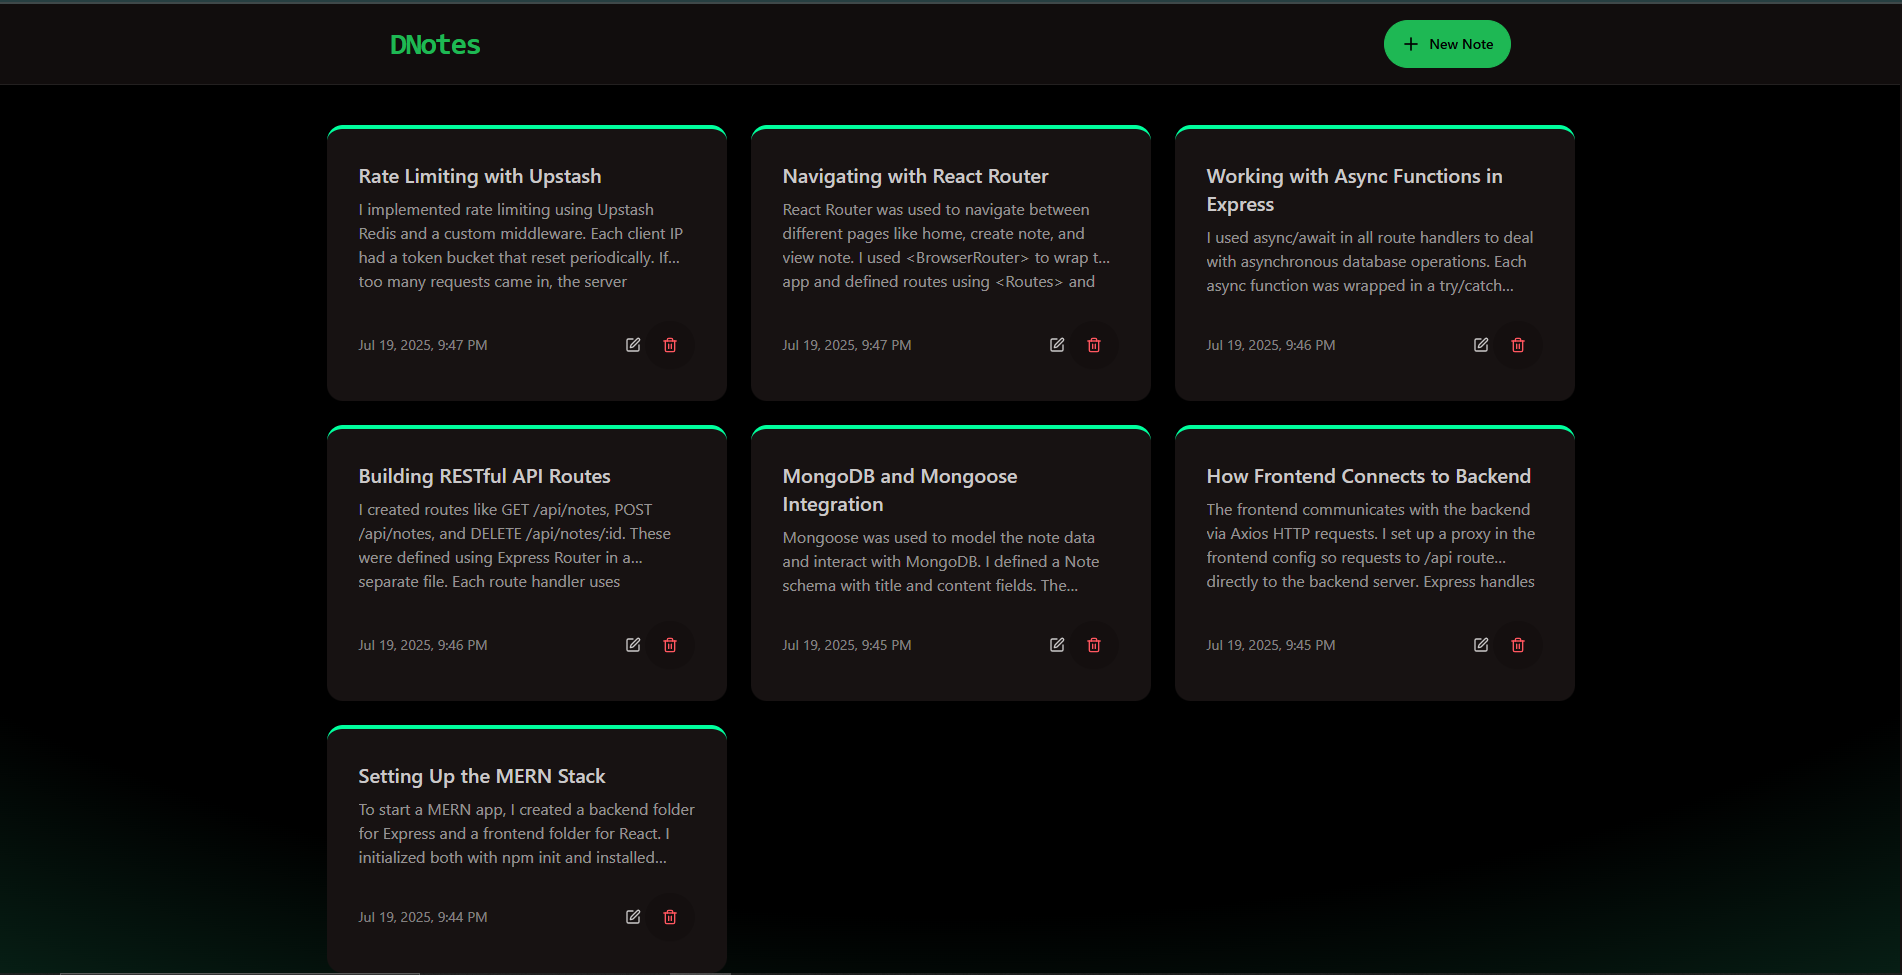 DNotes
New Note
Rate Limiting with Upstash
I implemented rate limiting using Upstash
Redis and a custom middleware. Each client IP
had a token bucket that reset periodically. If...
too many requests came in, the server
Jul 19, 2025, 9:47 PM
Navigating with React Router
React Router was used to navigate between
different pages like home, create note, and
view note. I used <BrowserRouter> to wrap t...
app and defined routes using <Routes> and
Jul 19, 2025, 9:47 PM
Working with Async Functions in
Express
I used async/await in all route handlers to deal
with asynchronous database operations. Each
async function was wrapped in a try/catch...
Jul 19, 2025, 9:46 PM
Building RESTful API Routes
I created routes like GET /api/notes, POST
/api/notes, and DELETE /api/notes/:id. These
were defined using Express Router in a...
separate file. Each route handler uses
Jul 19, 2025, 9:46 PM
MongoDB and Mongoose
Integration
Mongoose was used to model the note data
and interact with MongoDB. I defined a Note
schema with title and content fields. The...
Jul 19, 2025, 9:45 PM
How Frontend Connects to Backend
The frontend communicates with the backend
via Axios HTTP requests. I set up a proxy in the
frontend config so requests to /api route...
directly to the backend server. Express handles
Jul 19, 2025, 9:45 PM
Setting Up the MERN Stack
To start a MERN app, I created a backend folder
for Express and a frontend folder for React. I
initialized both with npm init and installed...
Jul 19, 2025, 9:44 PM